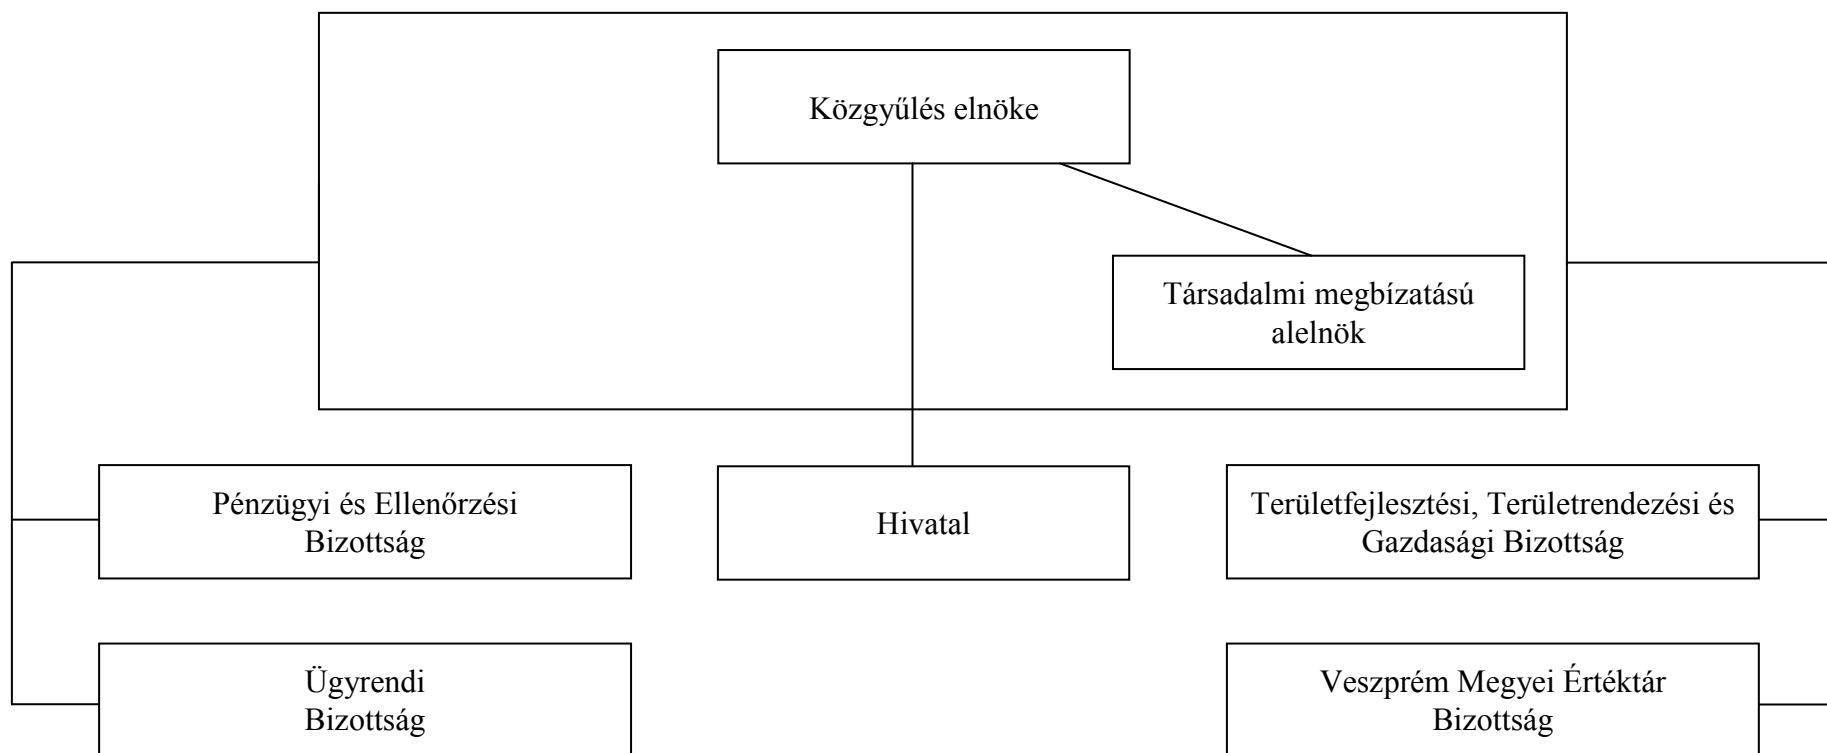 Közgyűlés elnöke
Társadalmi megbízatású
alelnök
Pénzügyi és Ellenőrzési
Bizottság
Hivatal
Területfejlesztési, Területrendezési és
Gazdasági Bizottság
Ügyrendi
Bizottság
Veszprém Megyei Értéktár
Bizottság